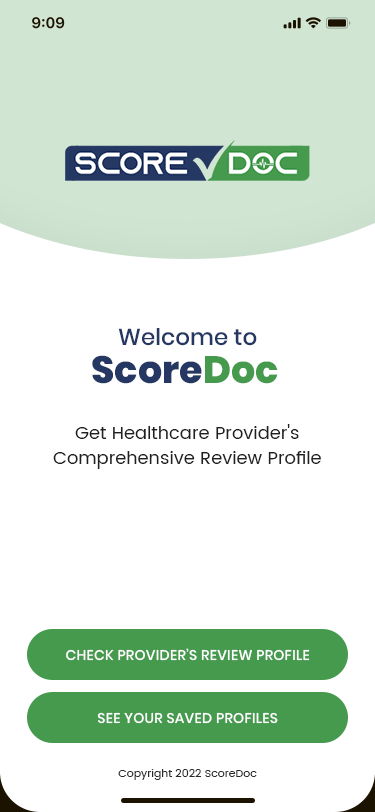 9:09
SCORE DOC
Welcome to
ScoreDoc
Get Healthcare Provider's
Comprehensive Review Profile
CHECK PROVIDER'S REVIEW PROFILE
SEE YOUR SAVED PROFILES
Copyright 2022 ScoreDoc